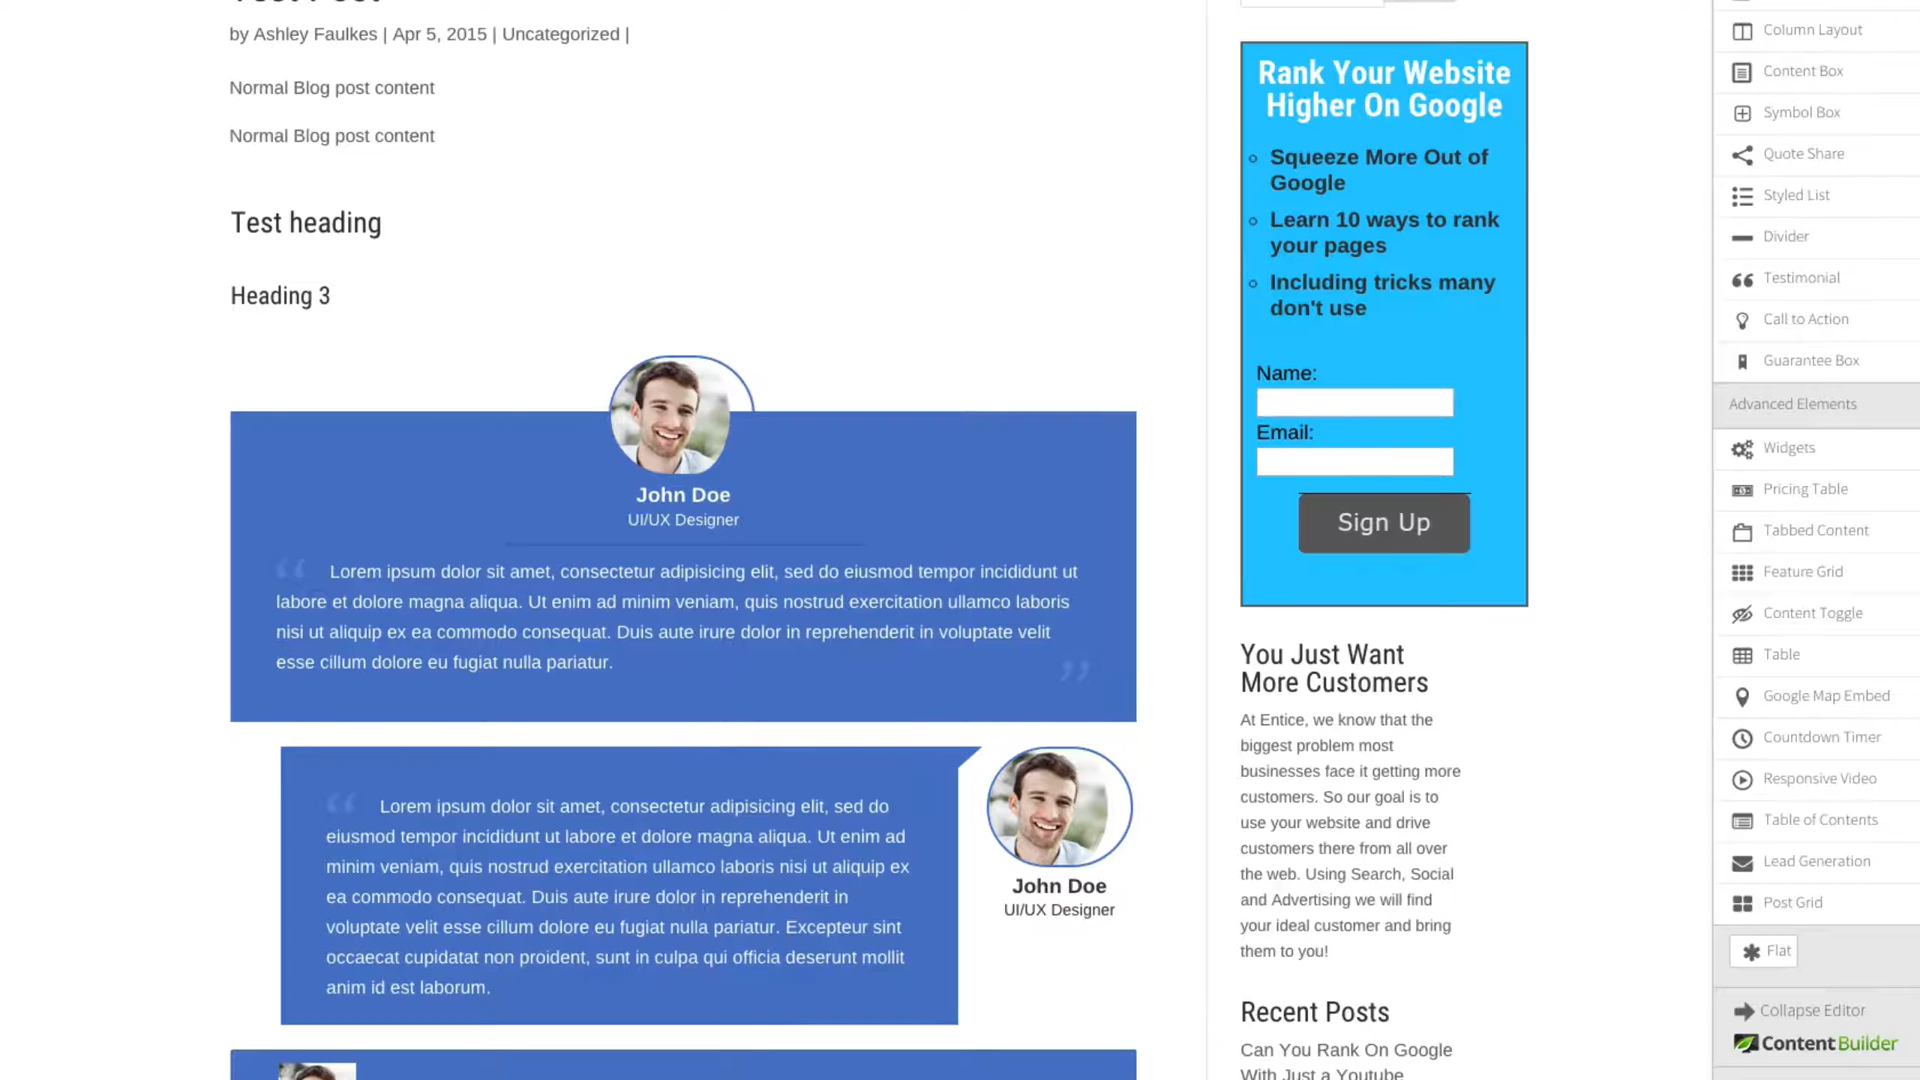 by Ashley Faulkes | Apr 5, 2015 | Uncategorized |
Normal Blog post content
Normal Blog post content
Test heading
Heading 3
John Doe
UI/UX Designer
“ Lorem ipsum dolor sit amet, consectetur adipisicing elit, sed do eiusmod tempor incididunt ut
labore et dolore magna aliqua. Ut enim ad minim veniam, quis nostrud exercitation ullamco laboris
nisi ut aliquip ex ea commodo consequat. Duis aute irure dolor in reprehenderit in voluptate velit
esse cillum dolore eu fugiat nulla pariatur. ”
“ Lorem ipsum dolor sit amet, consectetur adipisicing elit, sed do
eiusmod tempor incididunt ut labore et dolore magna aliqua. Ut enim ad
minim veniam, quis nostrud exercitation ullamco laboris nisi ut aliquip ex
ea commodo consequat. Duis aute irure dolor in reprehenderit in
voluptate velit esse cillum dolore eu fugiat nulla pariatur. Excepteur sint
occaecat cupidatat non proident, sunt in culpa qui officia deserunt mollit
anim id est laborum.
John Doe
UI/UX Designer
Rank Your Website
Higher On Google
Squeeze More Out of
Google
Learn 10 ways to rank
your pages
Including tricks many
don't use
Name:
Email:
Sign Up
You Just Want
More Customers
At Entice, we know that the
biggest problem most
businesses face it getting more
customers. So our goal is to
use your website and drive
customers there from all over
the web. Using Search, Social
and Advertising we will find
your ideal customer and bring
them to you!
Recent Posts
Can You Rank On Google
With Just a Youtube
Column Layout
Content Box
Symbol Box
Quote Share
Styled List
Divider
Testimonial
Call to Action
Guarantee Box
Advanced Elements
Widgets
Pricing Table
Tabbed Content
Feature Grid
Content Toggle
Table
Google Map Embed
Countdown Timer
Responsive Video
Table of Contents
Lead Generation
Post Grid
Flat
Collapse Editor
ContentBuilder